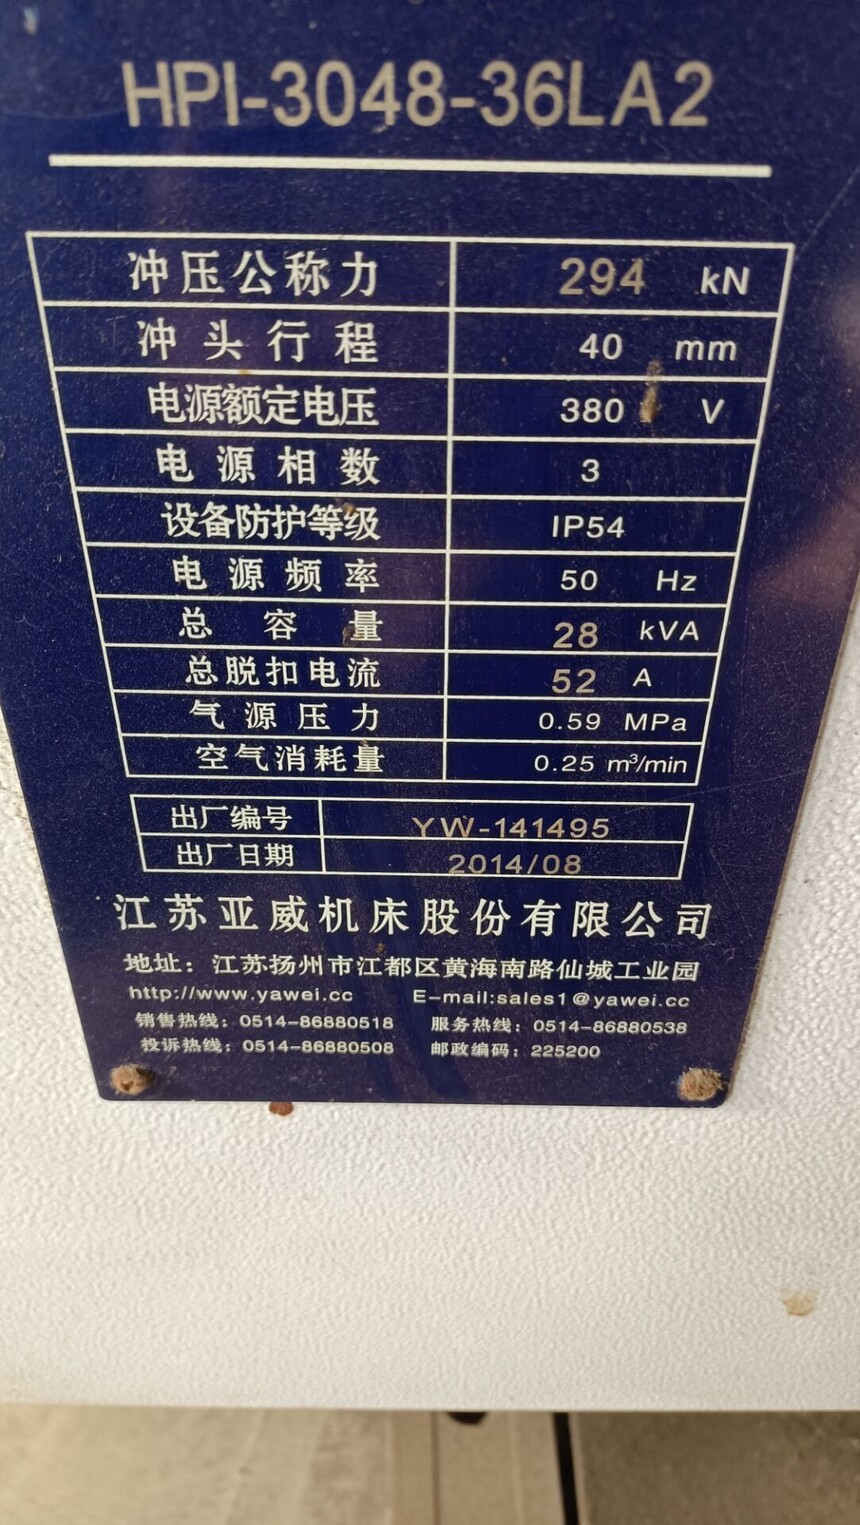 HPI-3048-36LA2
冲压公称力 294 kN
冲头行程 40 mm
电源额定电压 380 V
电源相数 3
设备防护等级 IP54
电源频率 50 Hz
总容量 28 kVA
总脱扣电流 52 A
气源压力 0.59 MPa
空气消耗量 0.25 m³/min
出厂编号 YW-141495
出厂日期 2014/08
江苏亚威机床股份有限公司
地址：江苏扬州市江都区黄海南路仙城工业园
http://www.yawei.cc E-mail:sales1@yawei.cc
销售热线：0514-86880518 服务热线：0514-86880538
投诉热线：0514-86880508 邮政编码：225200